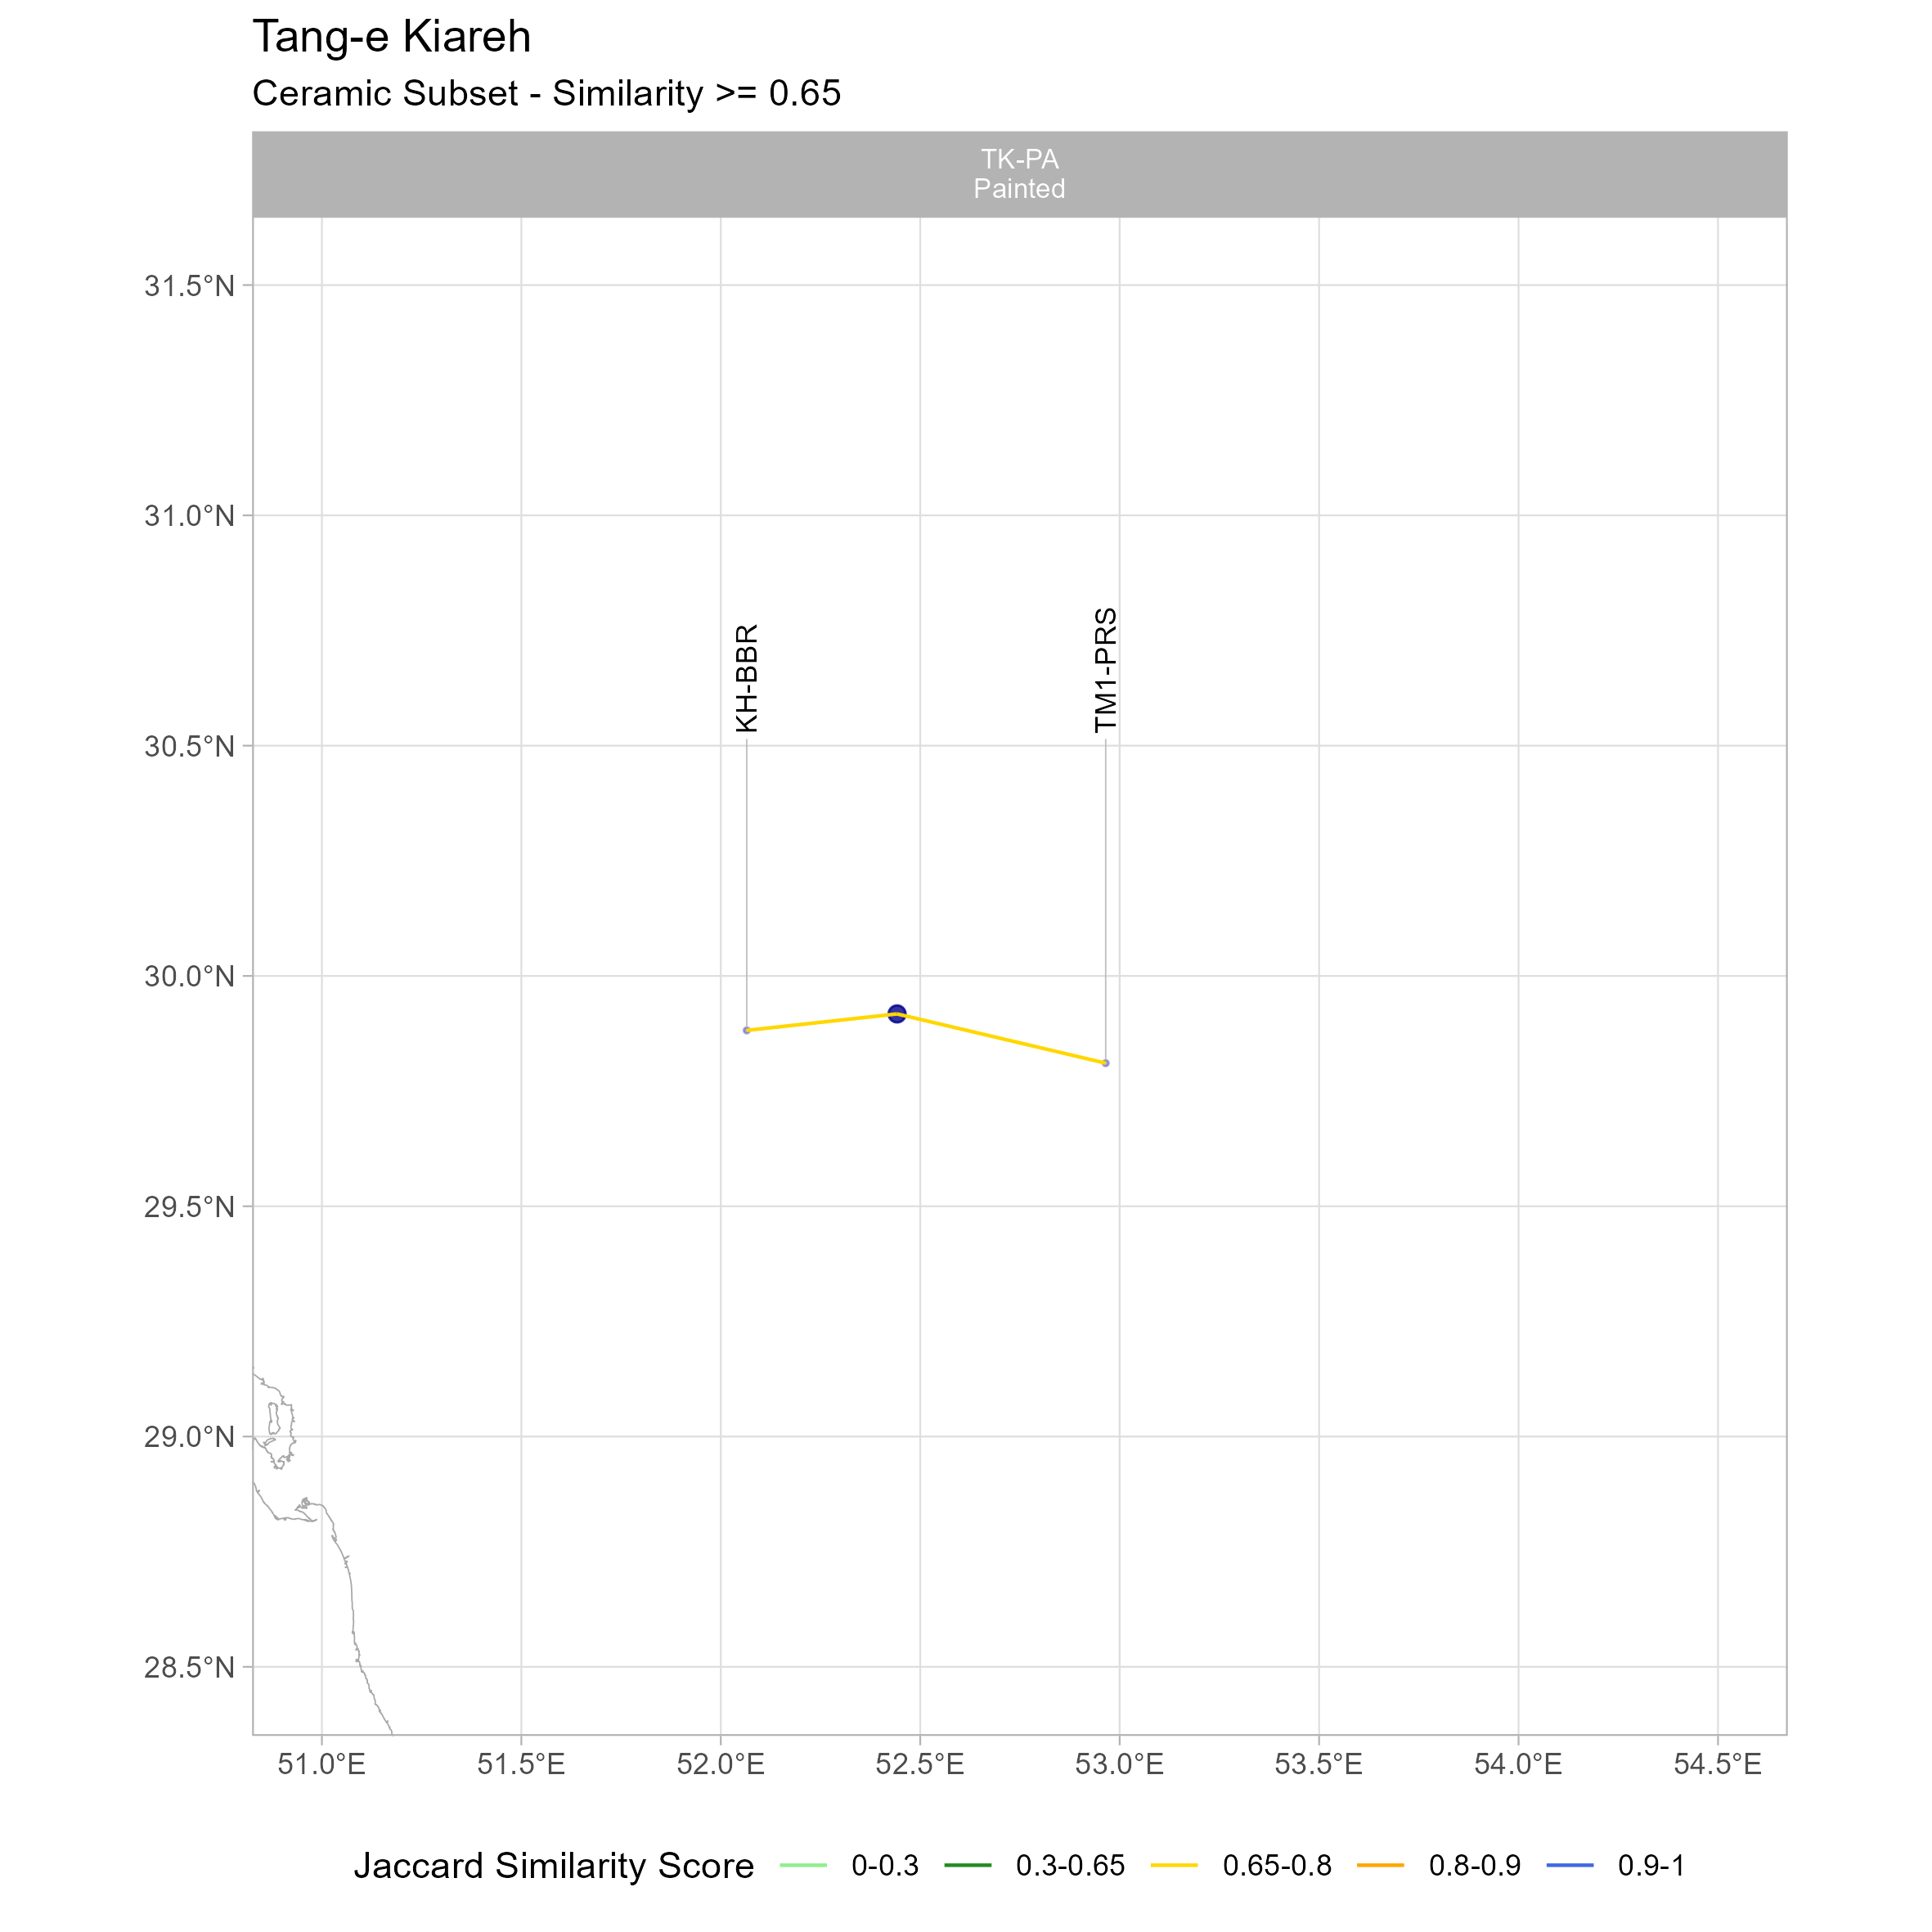 Tang-e Kiareh
Ceramic Subset - Similarity >= 0.65
TK-PA
Painted
31.5°N
31.0°N
30.5°N
30.0°N
29.5°N
29.0°N
28.5°N
KH-BBR
TM1-PRS
51.0°E 51.5°E 52.0°E 52.5°E 53.0°E 53.5°E 54.0°E 54.5°E
Jaccard Similarity Score 0-0.3 0.3-0.65 0.65-0.8 0.8-0.9 0.9-1